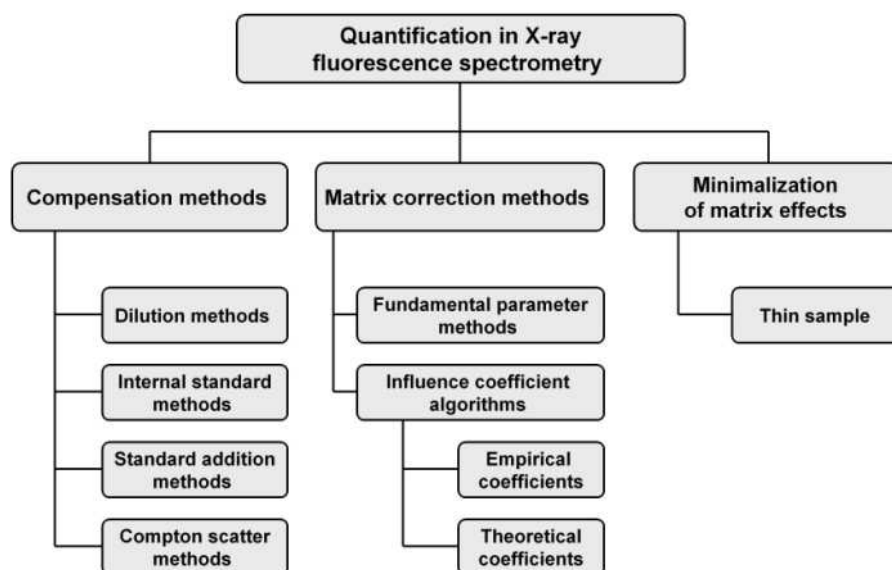 Quantification in X-ray
fluorescence spectrometry
Compensation methods
Dilution methods
Internal standard
methods
Standard addition
methods
Compton scatter
methods
Matrix correction methods
Fundamental parameter
methods
Influence coefficient
algorithms
Empirical
coefficients
Theoretical
coefficients
Minimalization
of matrix effects
Thin sample